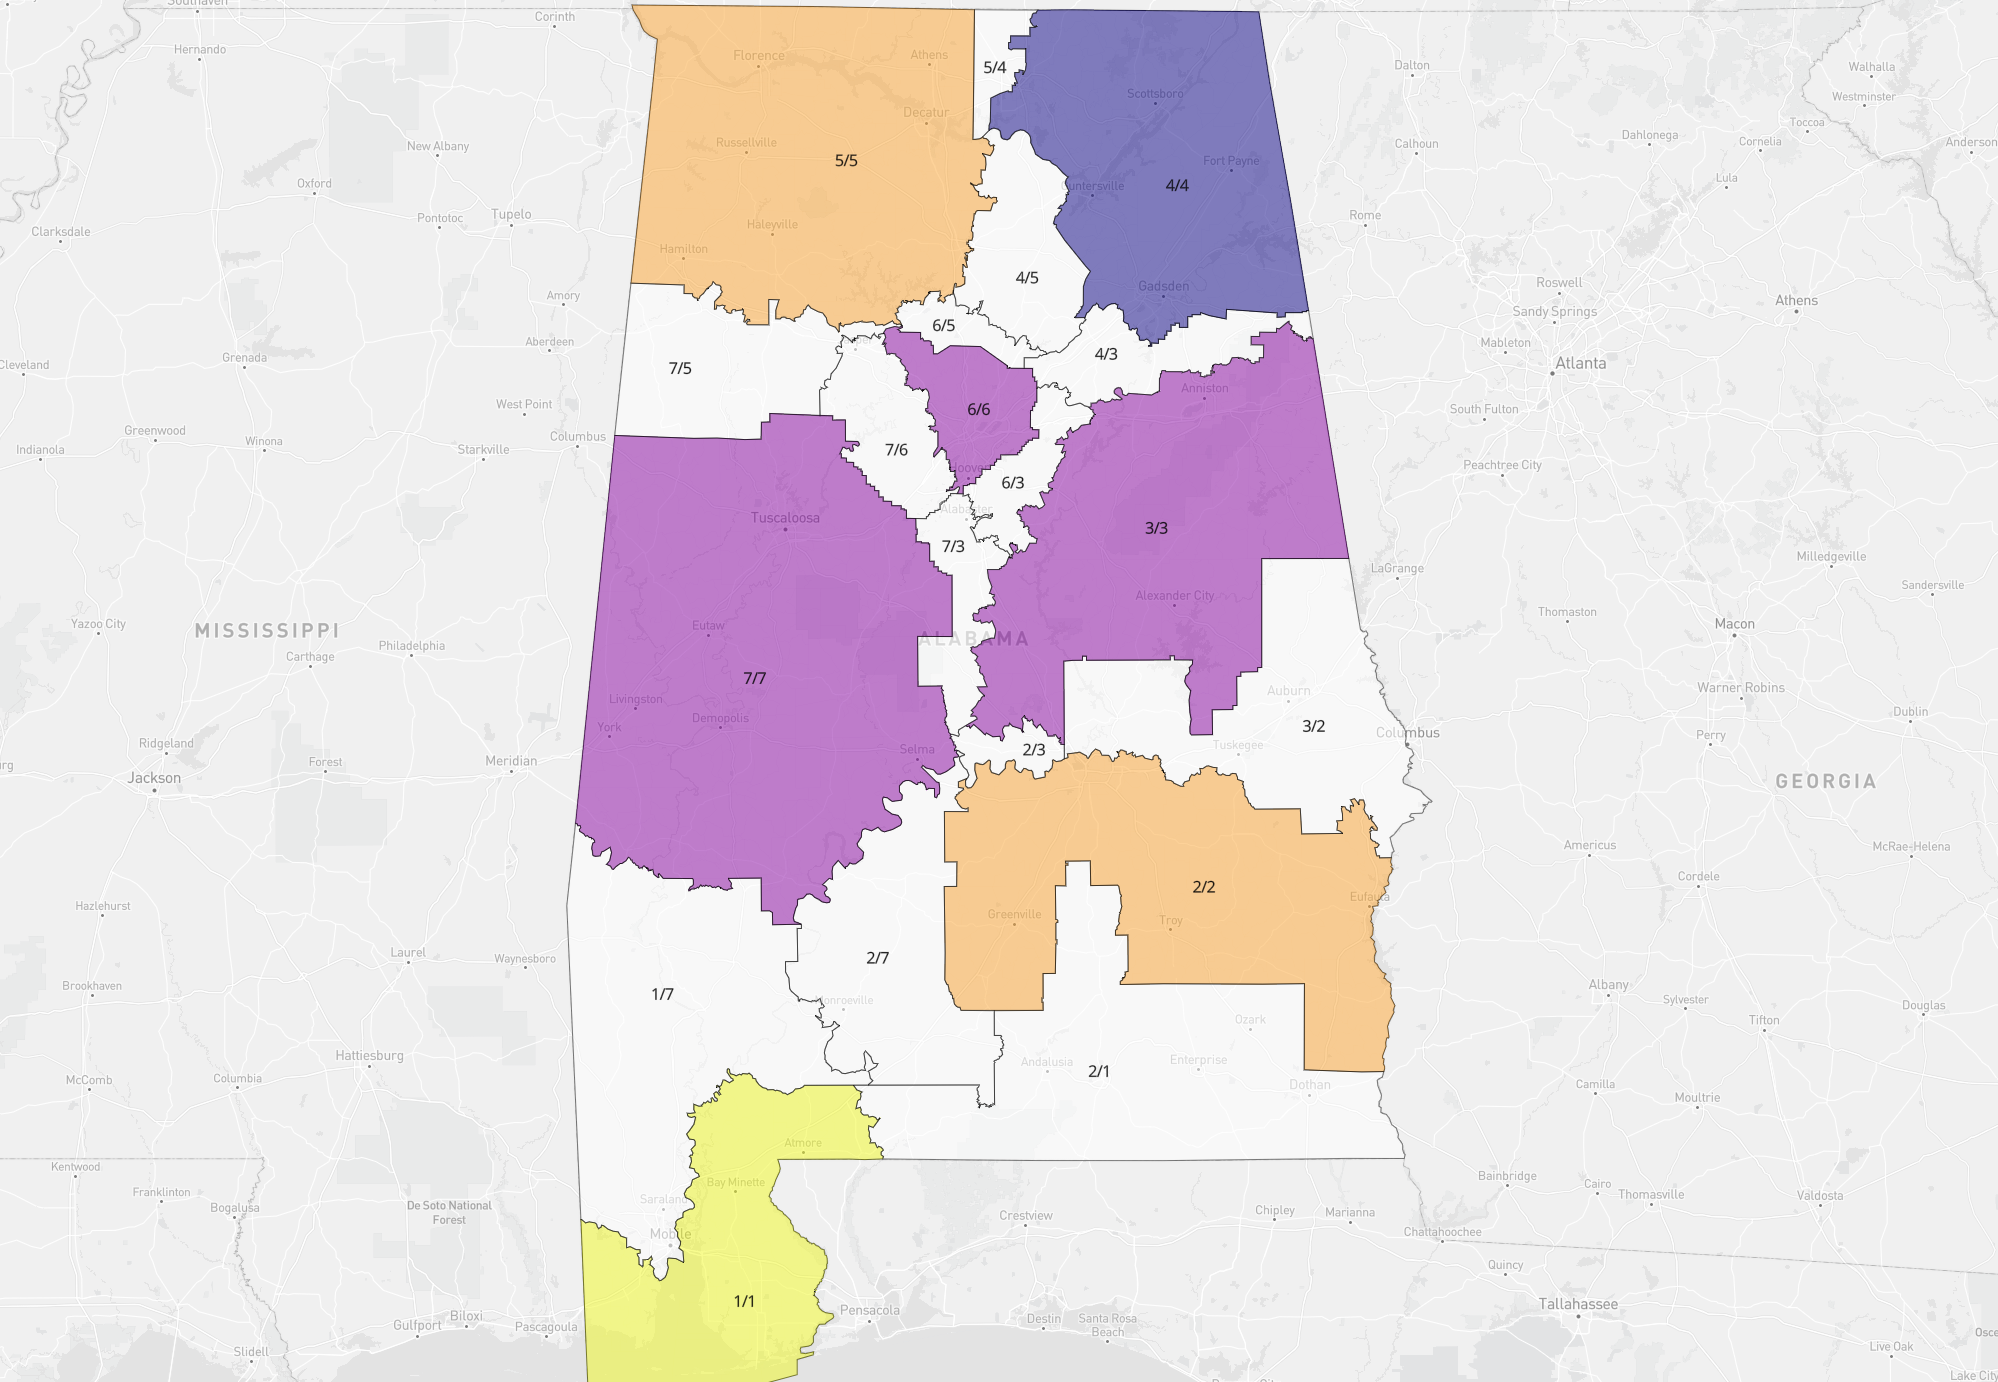 Southaven
Corinth
Hernando
Florence
Athens
5/4
Dalton
Walhalla
Scottsboro
Westminster
Decatur
Toccoa
New Albany
Russellville
5/5
Calhoun
Dahlonega
Cornelia
Anderson
Fort Payne
Oxford
Guntersville
4/4
Lula
Pontotoc
Tupelo
Rome
Clarksdale
Haleyville
Hamilton
4/5
Gadsden
Roswell
Amory
Athens
Sandy Springs
6/5
Aberdeen
Mableton
4/3
Grenada
Cleveland
7/5
Atlanta
Anniston
West Point
6/6
South Fulton
Greenwood
Winona
Columbus
Indianola
Starkville
7/6
Peachtree City
Hoover
6/3
Alabaster
Tuscaloosa
3/3
7/3
Milledgeville
LaGrange
Sandersville
Alexander City
Thomaston
Yazoo City
MISSISSIPPI
Eutaw
ALABAMA
Macon
Philadelphia
Carthage
7/7
Livingston
Auburn
Warner Robins
York
Demopolis
3/2
Dublin
Ridgeland
Selma
2/3
Tuskegee
Columbus
Perry
Forest
Meridian
Jackson
GEORGIA
Americus
McRae-Helena
Cordele
2/2
Hazlehurst
Greenville
Troy
Eufaula
Laurel
Waynesboro
2/7
Brookhaven
1/7
Monroeville
Albany
Sylvester
Douglas
Ozark
Tifton
Hattiesburg
Andalusia
Enterprise
2/1
McComb
Columbia
Dothan
Camilla
Moultrie
Atmore
Kentwood
Bay Minette
Bainbridge
Franklinton
Saraland
Cairo
Thomasville
Valdosta
Bogalusa
De Soto National
Forest
Crestview
Chipley
Marianna
Mobile
Chattahoochee
Quincy
1/1
Pensacola
Tallahassee
Biloxi
Gulfport
Pascagoula
Destin
Santa Rosa
Beach
Slidell
Live Oak
Lake City